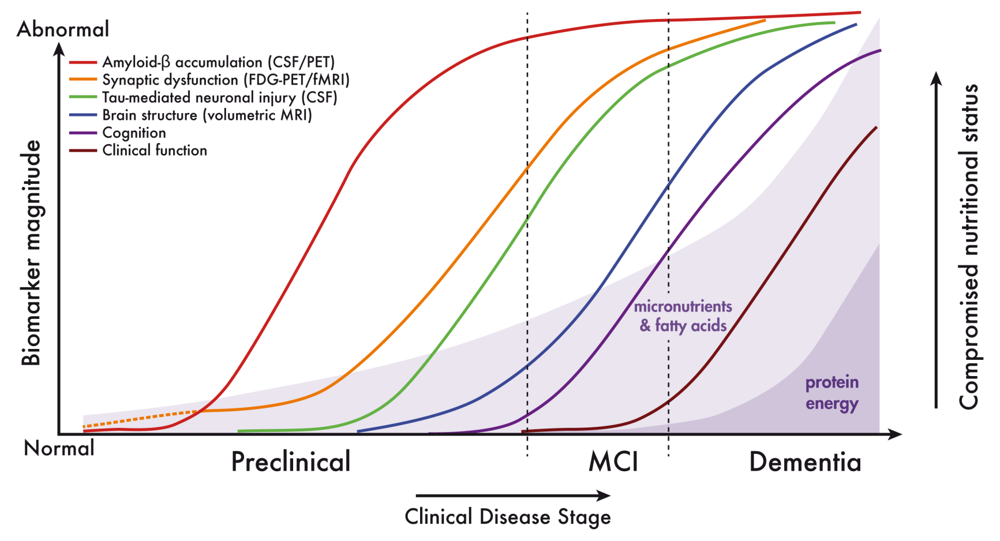 Abnormal
Amyloid-β accumulation (CSF/PET)
Synaptic dysfunction (FDG-PET/fMRI)
Tau-mediated neuronal injury (CSF)
Brain structure (volumetric MRI)
Cognition
Clinical function
Biomarker magnitude
Compromised nutritional status
micronutrients
& fatty acids
protein
energy
Normal
Preclinical
MCI
Dementia
Clinical Disease Stage